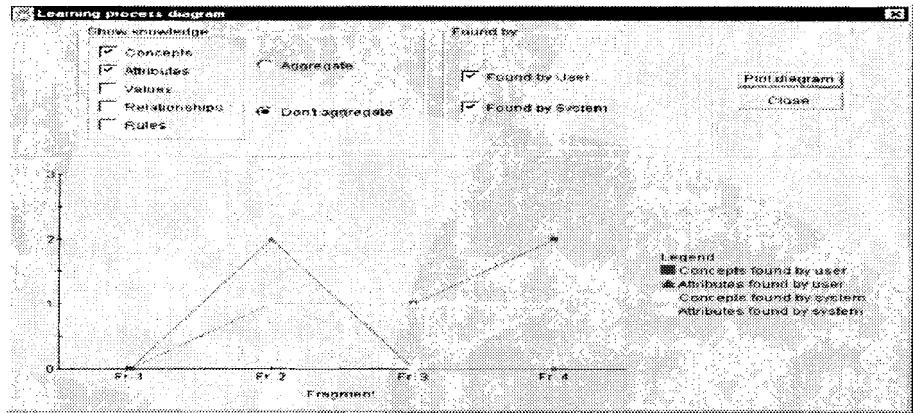 Learning process diagram
Show knowledge
Concepts
Attributes
Values
Relationships
Rules
Aggregate
Don't aggregate
Found by
Found by User
Found by System
Plot diagram
Close
3
2
1
0
Fr. 1
Fr. 2
Fr. 3
Fr. 4
Fragment
Legend
Concepts found by user
Attributes found by user
Concepts found by system
Attributes found by system